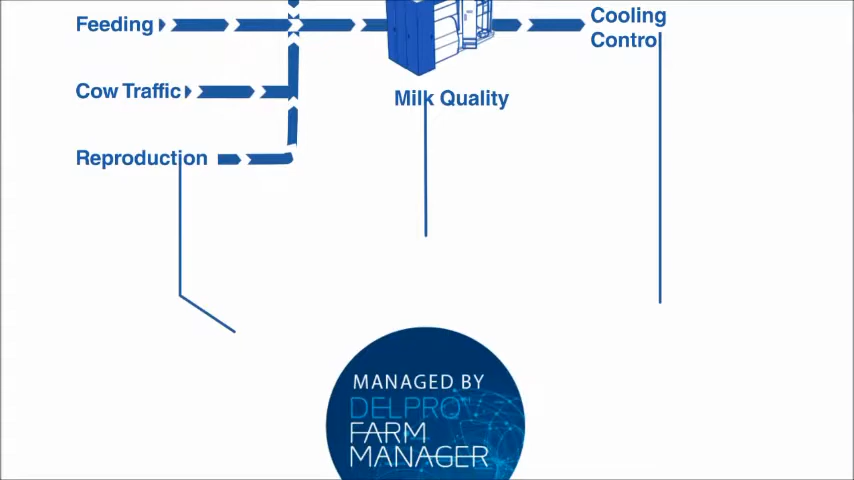 Feeding
Cooling
Control
Cow Traffic
Milk Quality
Reproduction
MANAGED BY
DELPRO
FARM
MANAGER